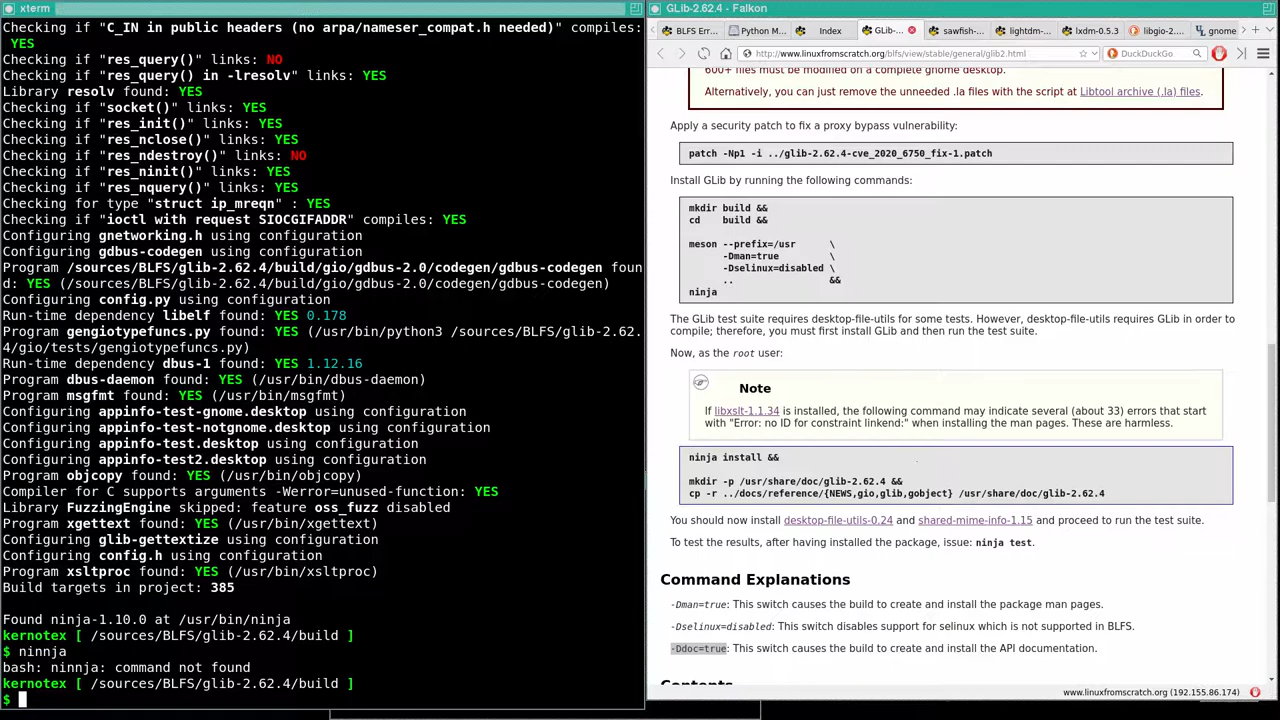 xterm
Checking if "C_IN in public headers (no arpa/nameser_compat.h needed)" compiles:
YES
Checking if "res_query()" links: NO
Checking if "res_query() in -lresolv" links: YES
Library resolv found: YES
Checking if "socket()" links: YES
Checking if "res_init()" links: YES
Checking if "res_nclose()" links: YES
Checking if "res_ndestroy()" links: NO
Checking if "res_ninit()" links: YES
Checking if "res_nquery()" links: YES
Checking for type "struct ip_mreqn" : YES
Checking if "ioctl with request SIOCGIFADDR" compiles: YES
Configuring gnetworking.h using configuration
Configuring gdbus-codegen using configuration
Program /sources/BLFS/glib-2.62.4/build/gio/gdbus-2.0/codegen/gdbus-codegen foun
d: YES (/sources/BLFS/glib-2.62.4/build/gio/gdbus-2.0/codegen/gdbus-codegen)
Configuring config.py using configuration
Run-time dependency libelf found: YES 0.178
Program gengiotypefuncs.py found: YES (/usr/bin/python3 /sources/BLFS/glib-2.62.
4/gio/tests/gengiotypefuncs.py)
Run-time dependency dbus-1 found: YES 1.12.16
Program dbus-daemon found: YES (/usr/bin/dbus-daemon)
Program msgfmt found: YES (/usr/bin/msgfmt)
Configuring appinfo-test-gnome.desktop using configuration
Configuring appinfo-test-notgnome.desktop using configuration
Configuring appinfo-test.desktop using configuration
Configuring appinfo-test2.desktop using configuration
Program objcopy found: YES (/usr/bin/objcopy)
Compiler for C supports arguments -Werror=unused-function: YES
Library FuzzingEngine skipped: feature oss_fuzz disabled
Program xgettext found: YES (/usr/bin/xgettext)
Configuring glib-gettextize using configuration
Configuring config.h using configuration
Program xsltproc found: YES (/usr/bin/xsltproc)
Build targets in project: 385
Found ninja-1.10.0 at /usr/bin/ninja
kernotex [ /sources/BLFS/glib-2.62.4/build ]
$ ninnja
bash: ninnja: command not found
kernotex [ /sources/BLFS/glib-2.62.4/build ]
$
GLib-2.62.4 - Falkon
BLFS Err... Python M... Index GLib-... sawfish-... lightdm-... lxdm-0.5.3 libgio-2.... gnome
http://www.linuxfromscratch.org/blfs/view/stable/general/glib2.html DuckDuckGo
600+ files must be modified on a complete gnome desktop.
Alternatively, you can just remove the unneeded .la files with the script at Libtool archive (.la) files.
Apply a security patch to fix a proxy bypass vulnerability:
patch -Np1 -i ../glib-2.62.4-cve_2020_6750_fix-1.patch
Install GLib by running the following commands:
mkdir build &&
cd build &&
meson --prefix=/usr \
-Dman=true \
-Dselinux=disabled \
.. &&
ninja
The GLib test suite requires desktop-file-utils for some tests. However, desktop-file-utils requires GLib in order to
compile; therefore, you must first install GLib and then run the test suite.
Now, as the root user:
Note
If libxslt-1.1.34 is installed, the following command may indicate several (about 33) errors that start
with "Error: no ID for constraint linkend:" when installing the man pages. These are harmless.
ninja install &&
mkdir -p /usr/share/doc/glib-2.62.4 &&
cp -r ../docs/reference/{NEWS,gio,glib,gobject} /usr/share/doc/glib-2.62.4
You should now install desktop-file-utils-0.24 and shared-mime-info-1.15 and proceed to run the test suite.
To test the results, after having installed the package, issue: ninja test.
Command Explanations
-Dman=true: This switch causes the build to create and install the package man pages.
-Dselinux=disabled: This switch disables support for selinux which is not supported in BLFS.
-Ddoc=true: This switch causes the build to create and install the API documentation.
Contents
www.linuxfromscratch.org (192.155.86.174)